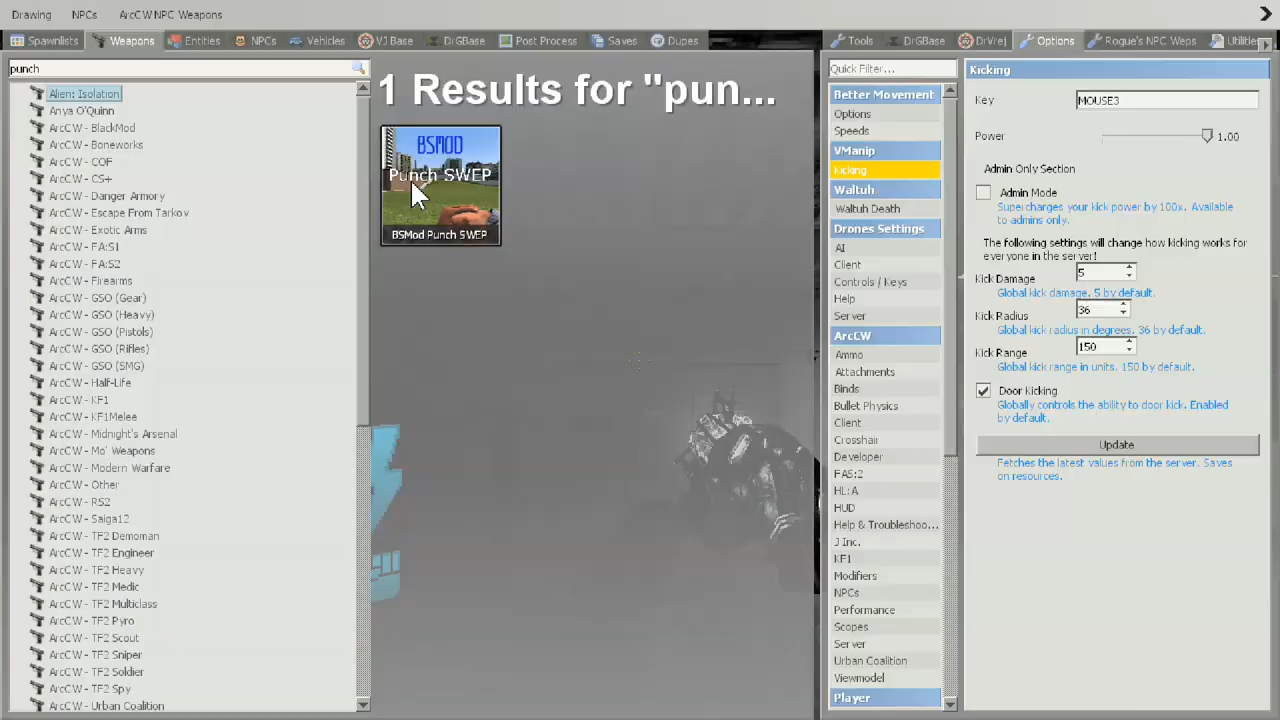 Drawing NPCs ArcCW NPC Weapons
Spawnlists Weapons Entities NPCs Vehicles VJ Base DrGBase Post Process Saves Dupes
Tools DrGBase DrVrej Options Rogue's NPC Weps Utilities
punch
Alien: Isolation
Anya O'Quinn
ArcCW - BlackMod
ArcCW - Boneworks
ArcCW - COF
ArcCW - CS+
ArcCW - Danger Armory
ArcCW - Escape From Tarkov
ArcCW - Exotic Arms
ArcCW - FA:S1
ArcCW - FA:S2
ArcCW - Firearms
ArcCW - GSO (Gear)
ArcCW - GSO (Heavy)
ArcCW - GSO (Pistols)
ArcCW - GSO (Rifles)
ArcCW - GSO (SMG)
ArcCW - Half-Life
ArcCW - KF1
ArcCW - KF1Melee
ArcCW - Midnight's Arsenal
ArcCW - Mo' Weapons
ArcCW - Modern Warfare
ArcCW - Other
ArcCW - RS2
ArcCW - Saiga12
ArcCW - TF2 Demoman
ArcCW - TF2 Engineer
ArcCW - TF2 Heavy
ArcCW - TF2 Medic
ArcCW - TF2 Multiclass
ArcCW - TF2 Pyro
ArcCW - TF2 Scout
ArcCW - TF2 Sniper
ArcCW - TF2 Soldier
ArcCW - TF2 Spy
ArcCW - Urban Coalition
1 Results for "pun...
BSMOD
Punch SWEP
BSMod Punch SWEP
Quick Filter...
Better Movement
Options
Speeds
VManip
Kicking
Waltuh
Waltuh Death
Drones Settings
AI
Client
Controls / Keys
Help
Server
ArcCW
Ammo
Attachments
Binds
Bullet Physics
Client
Crosshair
Developer
FAS:2
HL: A
HUD
Help & Troubleshoo...
J Inc.
KF1
Modifiers
NPCs
Performance
Scopes
Server
Urban Coalition
Viewmodel
Player
Kicking
Key MOUSE3
Power 1.00
Admin Only Section
Admin Mode
Supercharges your kick power by 100x. Available
to admins only.
The following settings will change how kicking works for
everyone in the server!
Kick Damage 5
Global kick damage, 5 by default.
Kick Radius 36
Global kick radius in degrees, 36 by default.
Kick Range 150
Global kick range in units, 150 by default.
Door Kicking
Globally controls the ability to door kick. Enabled
by default.
Update
Fetches the latest values from the server. Saves
on resources.